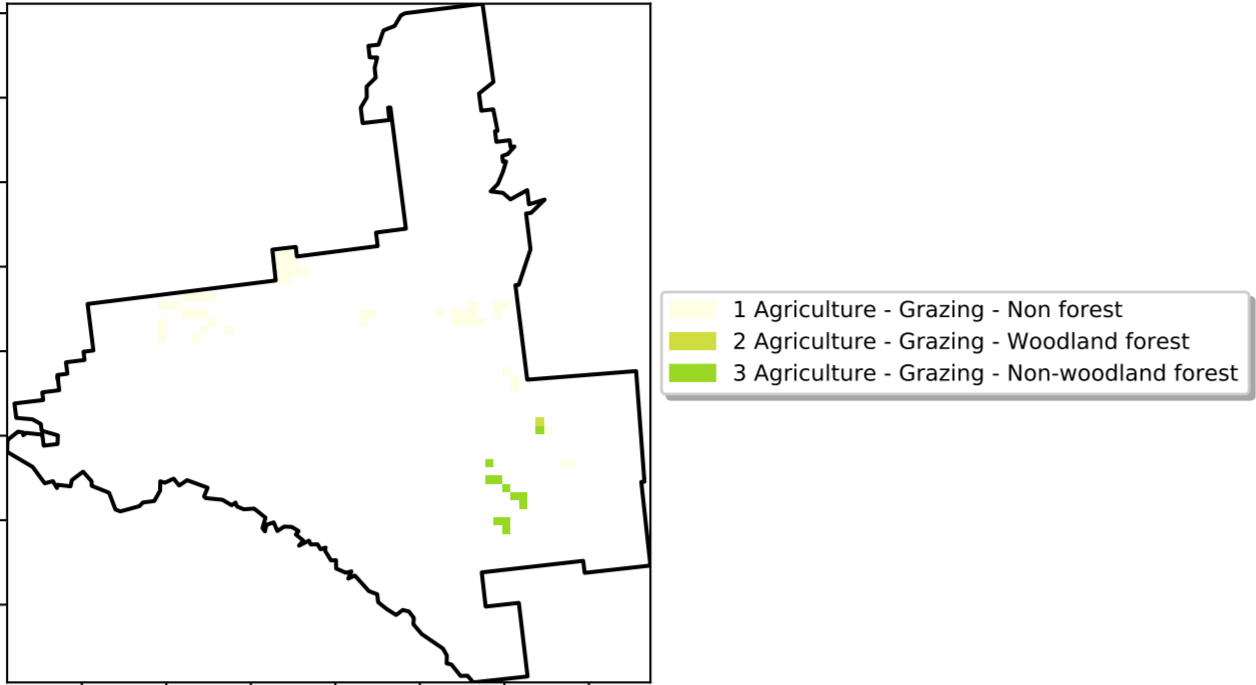 1 Agriculture - Grazing - Non forest
2 Agriculture - Grazing - Woodland forest
3 Agriculture - Grazing - Non-woodland forest